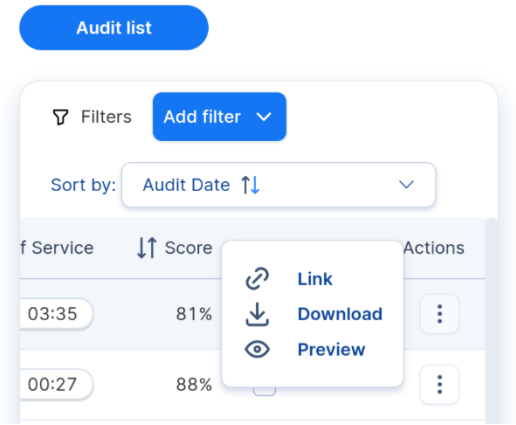 Audit list
Filters
Add filter
Sort by:
Audit Date
f Service
Score
Actions
Link
03:35
81%
Download
Preview
00:27
88%